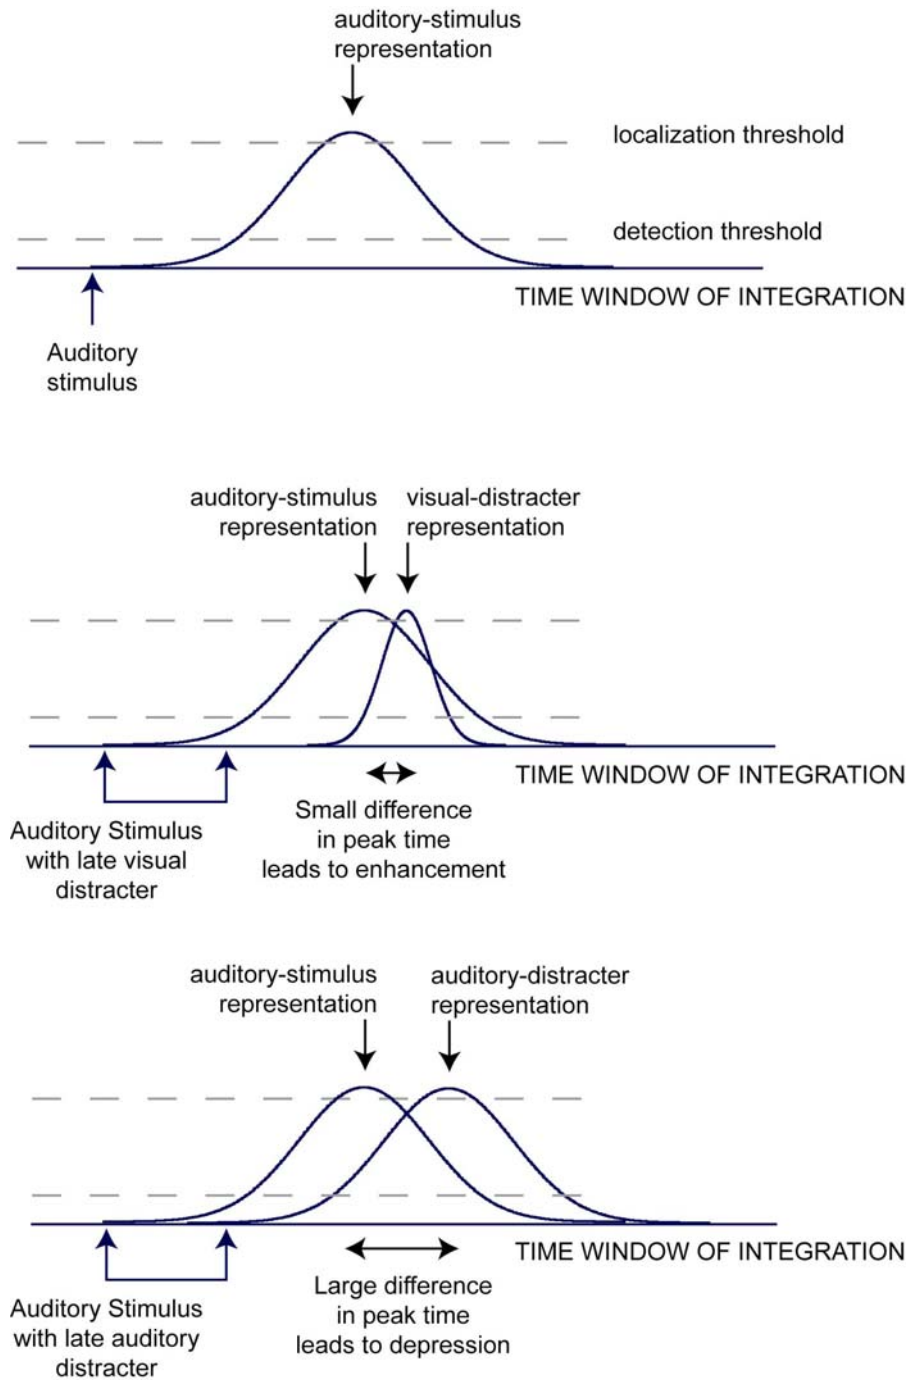 auditory-stimulus
representation
localization threshold
detection threshold
TIME WINDOW OF INTEGRATION
Auditory
stimulus
auditory-stimulus
representation
visual-distracter
representation
TIME WINDOW OF INTEGRATION
Auditory Stimulus
with late visual
distracter
Small difference
in peak time
leads to enhancement
auditory-stimulus
representation
auditory-distracter
representation
TIME WINDOW OF INTEGRATION
Auditory Stimulus
with late auditory
distracter
Large difference
in peak time
leads to depression